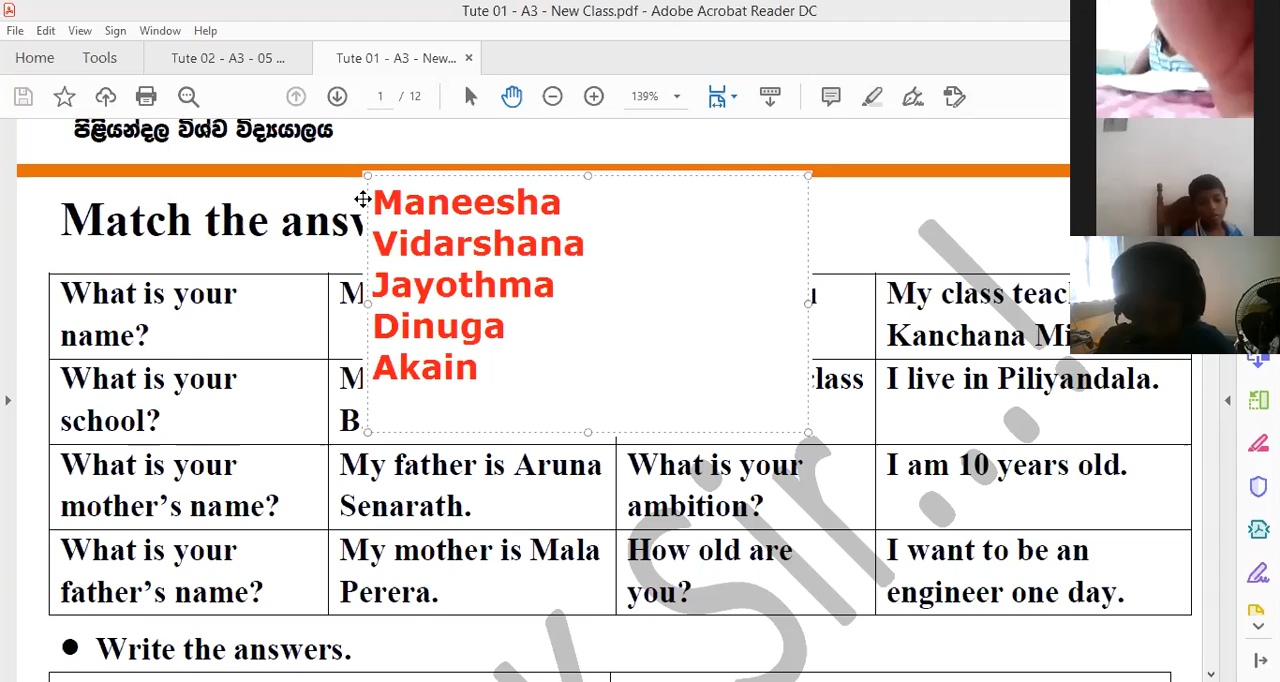 Tute 01 - A3 - New Class.pdf - Adobe Acrobat Reader DC
File Edit View Sign Window Help
Home Tools Tute 02 - A3 - 05 ... Tute 01 - A3 - New... ×
1 / 12 139%
පිළියන්දල විශ්ව විද්‍යාලය
Match the
Maneesha
Vidarshana
Jayothma
Dinuga
Akain
What is your
name?
My class
Kanchana
What is your
school?
class
I live in Piliyandala.
What is your
mother's name?
My father is Aruna
Senarath.
What is your
ambition?
I am 10 years old.
What is your
father's name?
My mother is Mala
Perera.
How old are
you?
I want to be an
engineer one day.
● Write the answers.
Sir..!